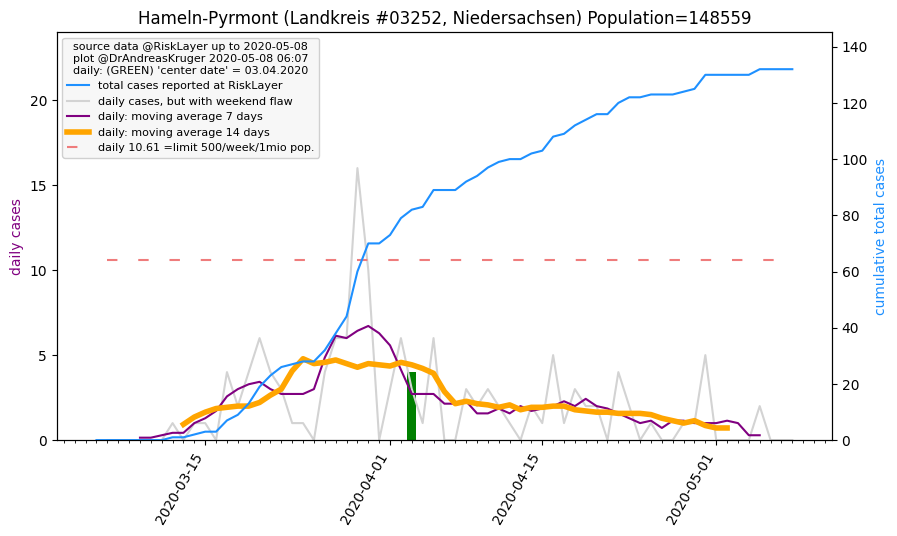 Hameln-Pyrmont (Landkreis #03252, Niedersachsen) Population=148559
source data @RiskLayer up to 2020-05-08
plot @DrAndreasKruger 2020-05-08 06:07
daily: (GREEN) 'center date' = 03.04.2020
total cases reported at RiskLayer
daily cases, but with weekend flaw
daily: moving average 7 days
daily: moving average 14 days
daily 10.61 =limit 500/week/1mio pop.
daily cases
20
15
10
5
0
cumulative total cases
140
120
100
80
60
40
20
0
2020-03-15
2020-04-01
2020-04-15
2020-05-01